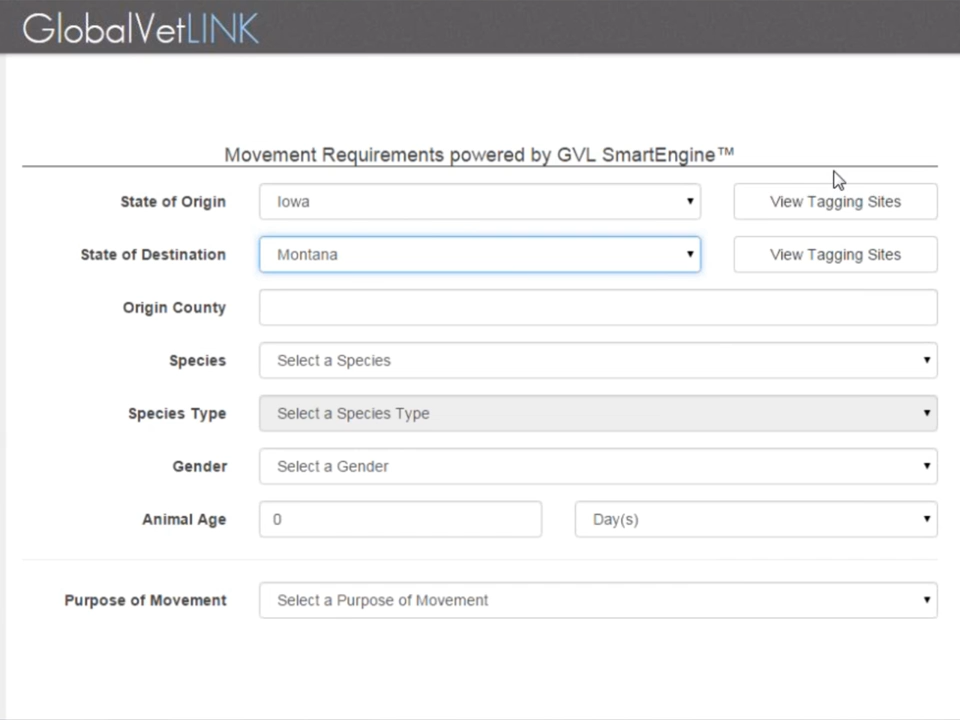 GlobalVetLINK
Movement Requirements powered by GVL SmartEngine™
State of Origin Iowa View Tagging Sites
State of Destination Montana View Tagging Sites
Origin County
Species Select a Species
Species Type Select a Species Type
Gender Select a Gender
Animal Age 0 Day(s)
Purpose of Movement Select a Purpose of Movement